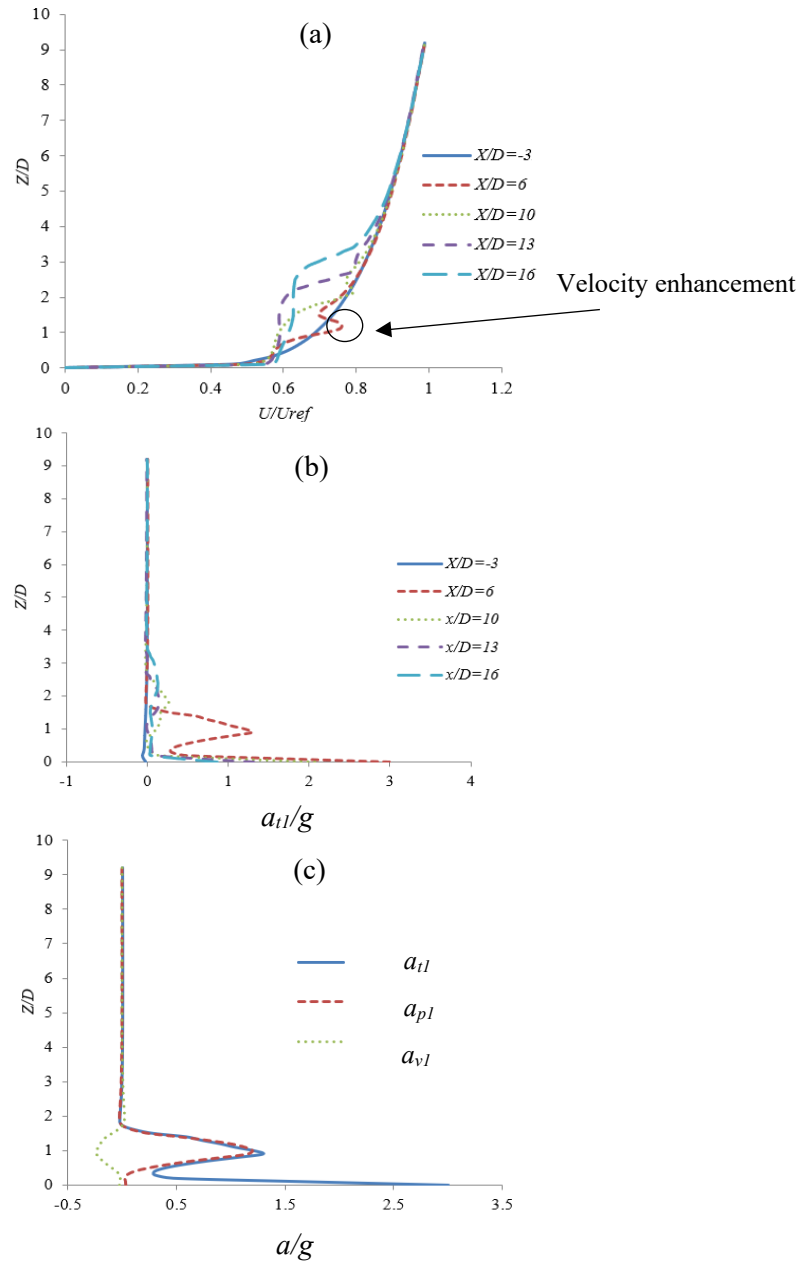 (a)
10
9
8
7
6
5
4
3
2
1
0
Z/D
X/D=-3
X/D=6
X/D=10
X/D=13
X/D=16
Velocity enhancement
0 0.2 0.4 0.6 0.8 1 1.2
U/Uref
(b)
10
9
8
7
6
5
4
3
2
1
0
Z/D
X/D=-3
X/D=6
x/D=10
x/D=13
x/D=16
-1 0 1 2 3 4
at1/g
(c)
10
9
8
7
6
5
4
3
2
1
0
Z/D
at1
ap1
av1
-0.5 0.5 1.5 2.5 3.5
a/g